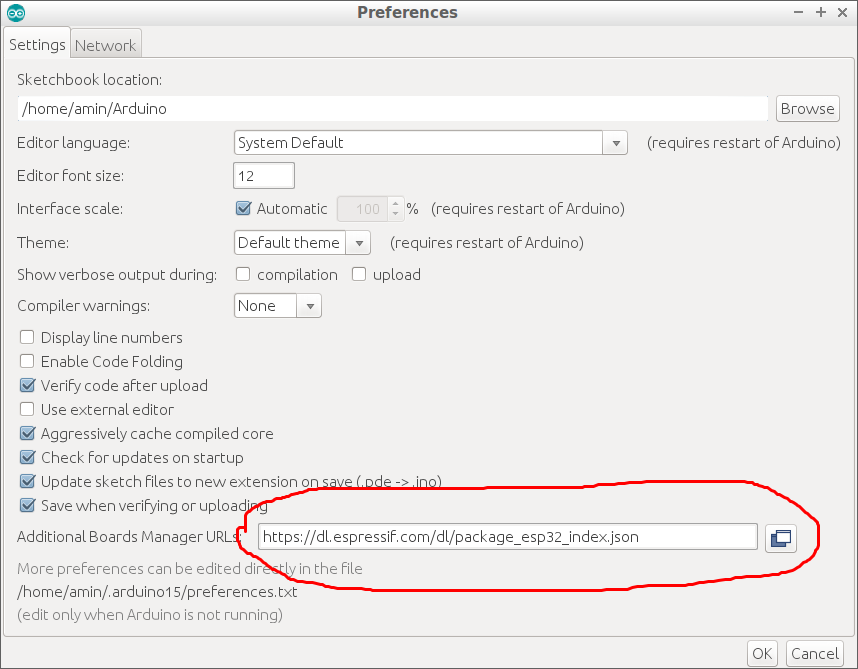 Preferences
Settings Network
Sketchbook location:
/home/amin/Arduino Browse
Editor language: System Default (requires restart of Arduino)
Editor font size: 12
Interface scale: Automatic 100 % (requires restart of Arduino)
Theme: Default theme (requires restart of Arduino)
Show verbose output during: compilation upload
Compiler warnings: None
Display line numbers
Enable Code Folding
Verify code after upload
Use external editor
Aggressively cache compiled core
Check for updates on startup
Update sketch files to new extension on save (.pde -> .ino)
Save when verifying or uploading
Additional Boards Manager URLs: https://dl.espressif.com/dl/package_esp32_index.json
More preferences can be edited directly in the file
/home/amin/.arduino15/preferences.txt
(edit only when Arduino is not running)
OK Cancel